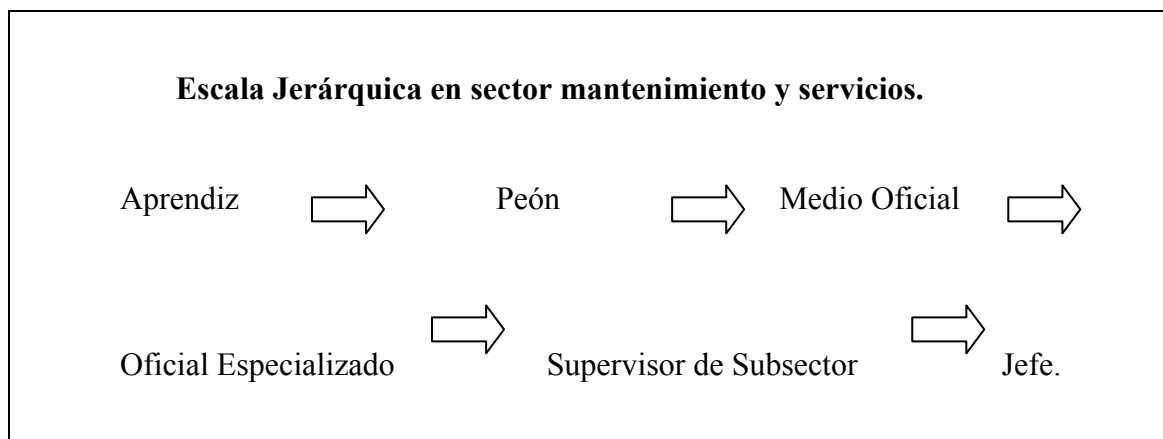 Escala Jerárquica en sector mantenimiento y servicios.
Aprendiz Peón Medio Oficial
Oficial Especializado Supervisor de Subsector Jefe.